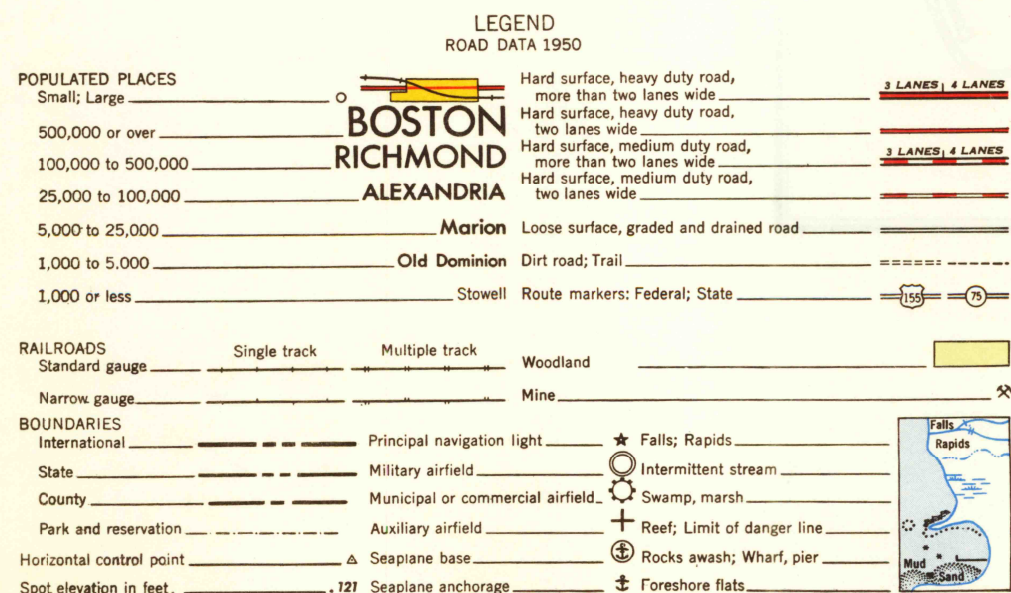 LEGEND
ROAD DATA 1950
POPULATED PLACES
Small; Large
500,000 or over BOSTON
100,000 to 500,000 RICHMOND
25,000 to 100,000 ALEXANDRIA
5,000 to 25,000 Marion
1,000 to 5.000 Old Dominion
1,000 or less Stowell
Hard surface, heavy duty road,
more than two lanes wide 3 LANES 4 LANES
Hard surface, heavy duty road,
two lanes wide
Hard surface, medium duty road,
more than two lanes wide 3 LANES 4 LANES
Hard surface, medium duty road,
two lanes wide
Loose surface, graded and drained road
Dirt road; Trail
Route markers: Federal; State 155 75
RAILROADS Single track Multiple track
Standard gauge
Narrow gauge
Woodland
Mine
BOUNDARIES
International
State
County
Park and reservation
Horizontal control point
Spot elevation in feet. .121
Principal navigation light
Military airfield
Municipal or commercial airfield
Auxiliary airfield
Seaplane base
Seaplane anchorage
Falls; Rapids
Intermittent stream
Swamp, marsh
Reef; Limit of danger line
Rocks awash; Wharf, pier
Foreshore flats
Falls
Rapids
Mud
Sand